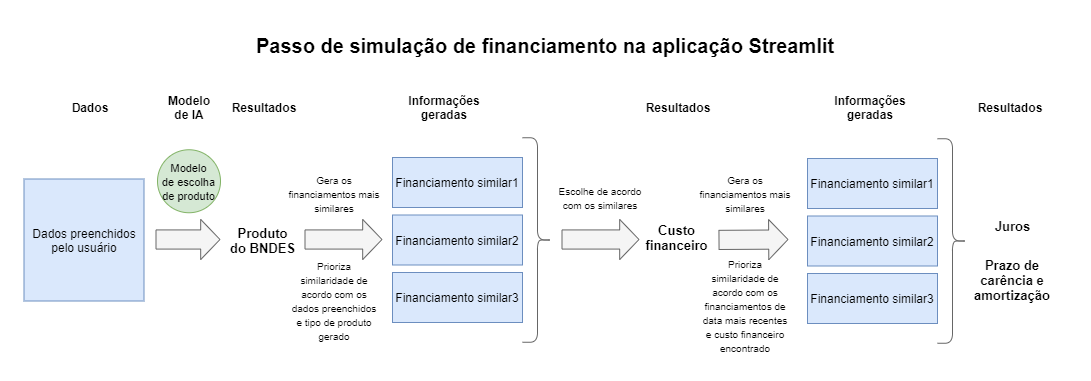 Passo de simulação de financiamento na aplicação Streamlit
Dados
Modelo
de IA
Resultados
Informações
geradas
Resultados
Informações
geradas
Resultados
Dados preenchidos
pelo usuário
Modelo
de escolha
de produto
Produto
do BNDES
Gera os
financiamentos mais
similares
Prioriza
similaridade de
acordo com os
dados preenchidos
e tipo de produto
gerado
Financiamento similar1
Financiamento similar2
Financiamento similar3
Escolhe de acordo
com os similares
Custo
financeiro
Gera os
financiamentos mais
similares
Prioriza
similaridade de
acordo com os
financiamentos de
data mais recentes
e custo financeiro
encontrado
Financiamento similar1
Financiamento similar2
Financiamento similar3
Juros
Prazo de
carência e
amortização